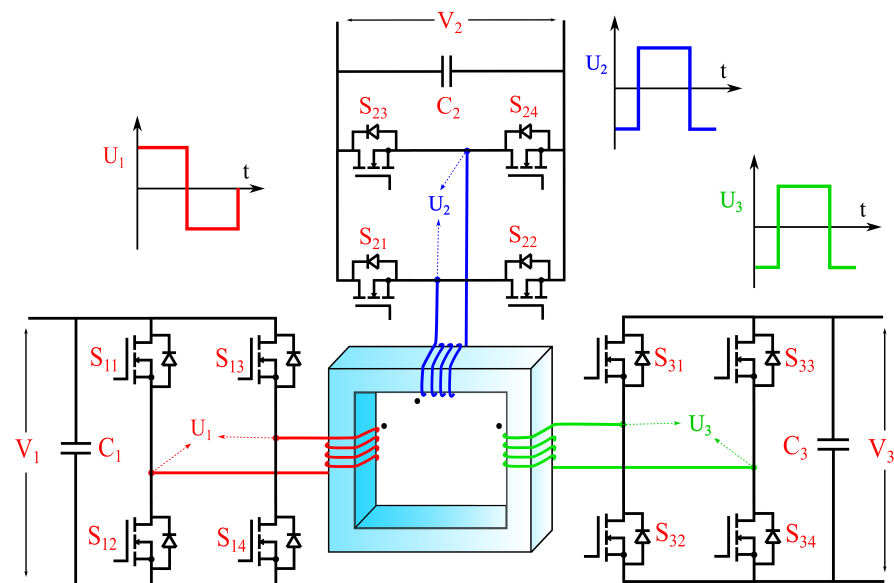 V₂
C₂
S₂₃
S₂₄
U₂
S₂₁
S₂₂
U₁
t
U₂
t
U₃
t
S₁₁
S₁₃
V₁
C₁
U₁
S₁₂
S₁₄
S₃₁
S₃₃
U₃
C₃
V₃
S₃₂
S₃₄